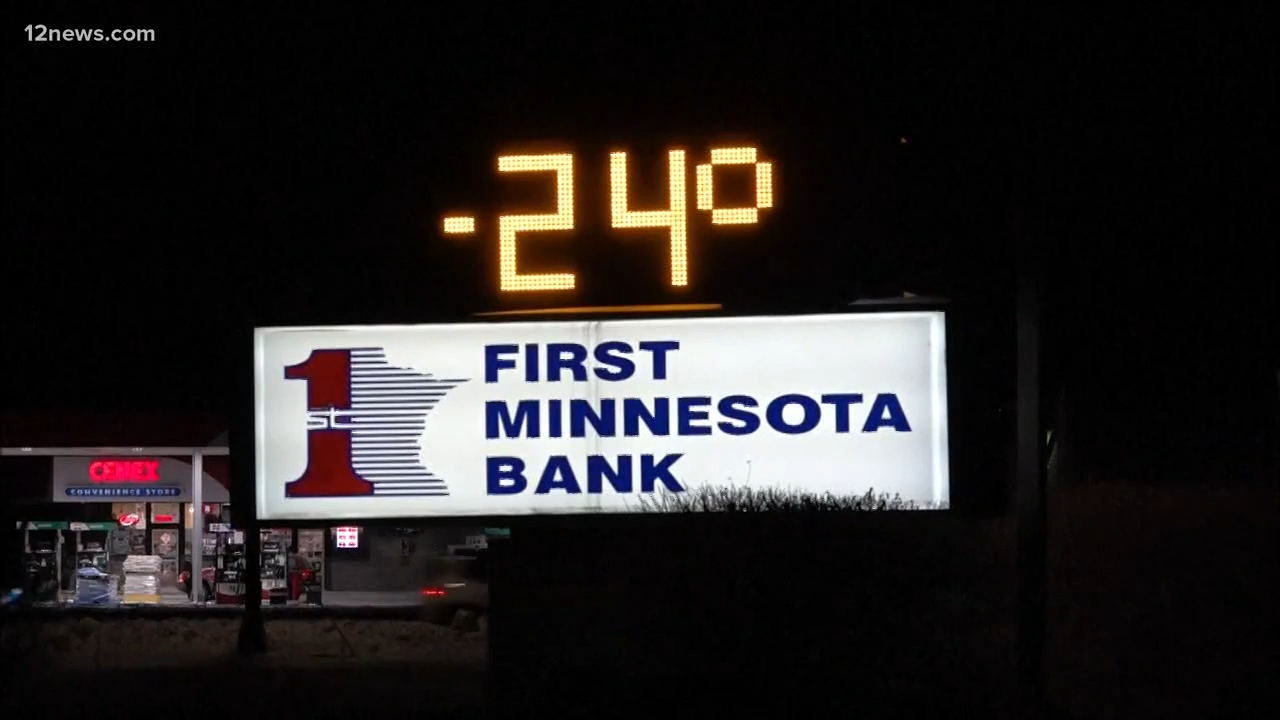 12news.com
-24°
1st
FIRST
MINNESOTA
BANK
CENEX
CONVENIENCE STORE